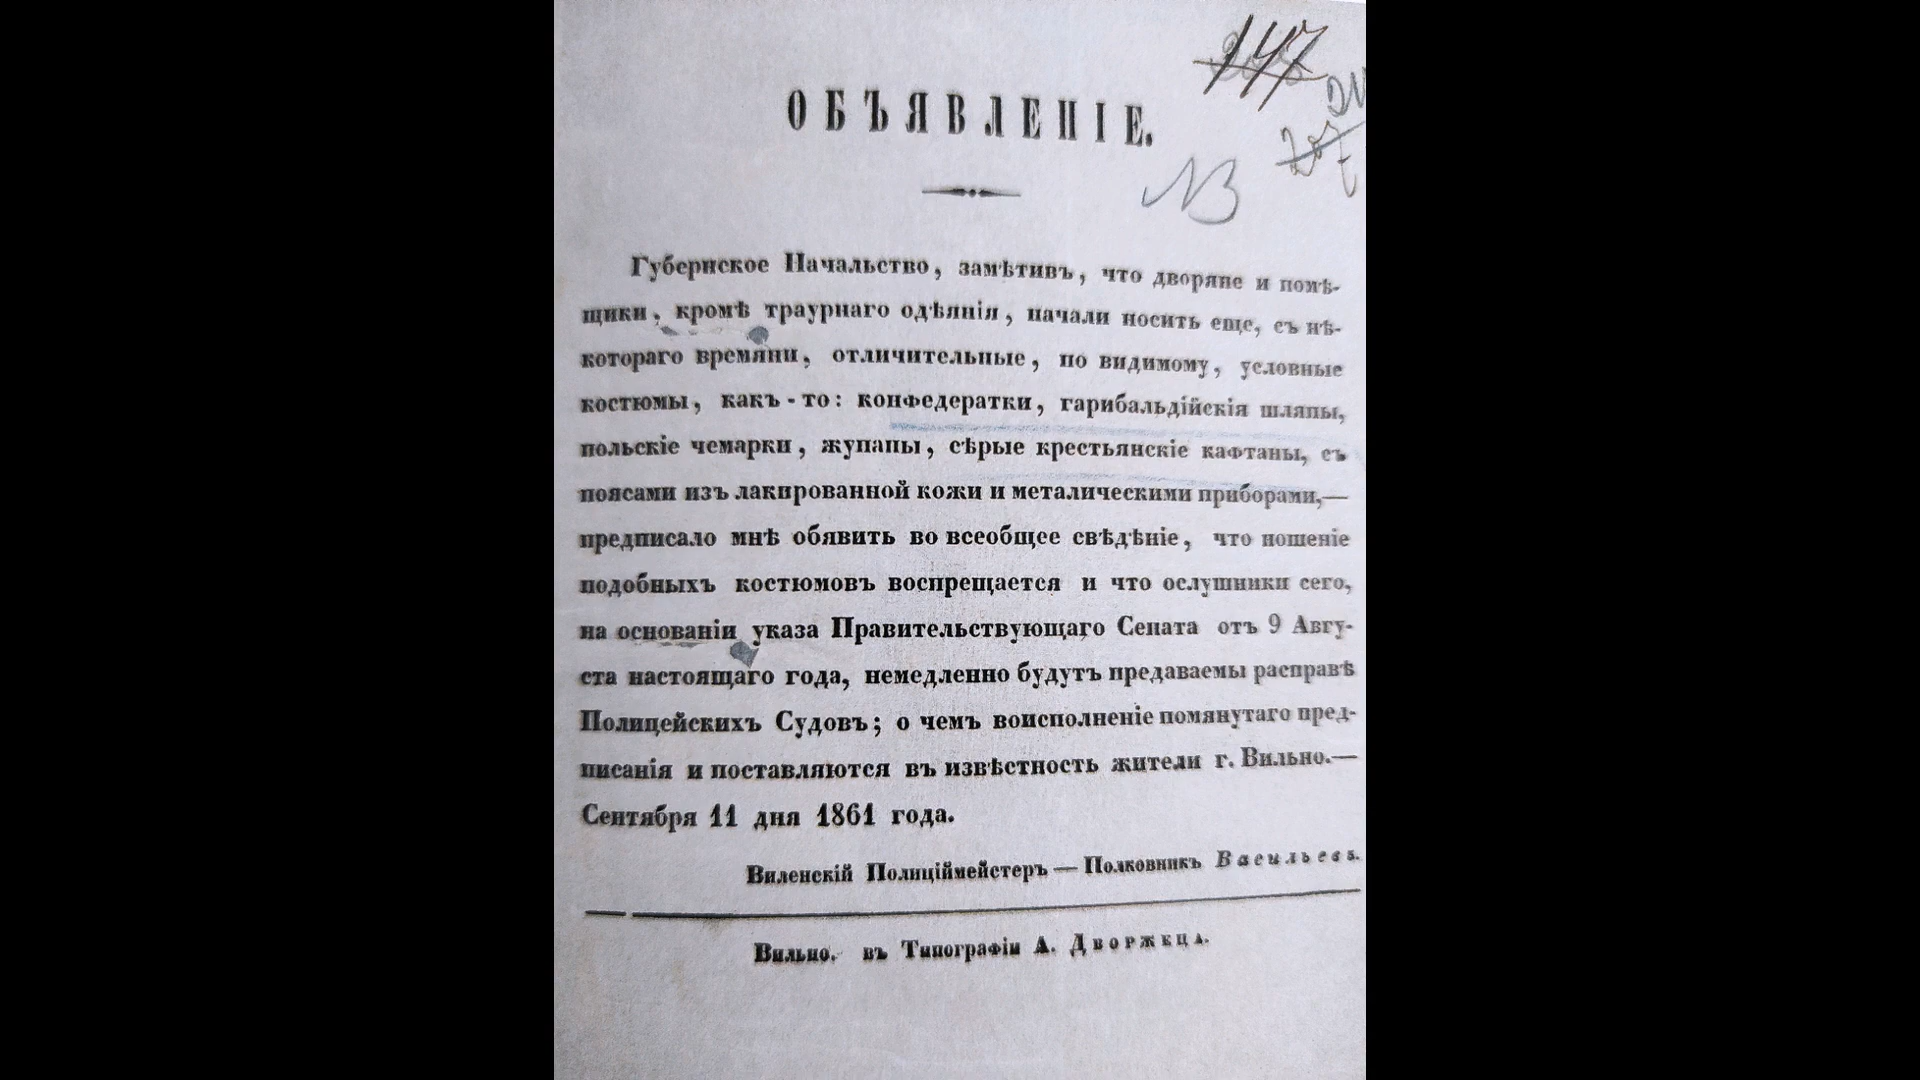 147
ОБЪЯВЛЕНІЕ.
NB
Губернское Начальство, замѣтивъ, что дворяне и помѣ-
щики, кромѣ траурнаго одѣянія, начали носить еще, съ нѣ-
котораго времяни, отличительные, по видимому, условные
костюмы, какъ-то: конфедератки, гарибальдійскія шляпы,
польскіе чемарки, жупаны, сѣрые крестьянскіе кафтаны, съ
поясами изъ лакированной кожи и металическими приборами,—
предписало мнѣ обявить во всеобщее свѣдѣніе, что ношеніе
подобныхъ костюмовъ воспрещается и что ослушники сего,
на основаніи указа Правительствующаго Сената отъ 9 Авгу-
ста настоящаго года, немедленно будутъ предаваемы расправѣ
Полицейскихъ Судовъ; о чемъ воисполненіе помянутаго пред-
писанія и поставляются въ извѣстность жители г. Вильно.—
Сентября 11 дня 1861 года.
Виленскій Полиціймейстеръ — Полковникъ Васильевъ.
Вильно. въ Типографіи А. Дворжеца.